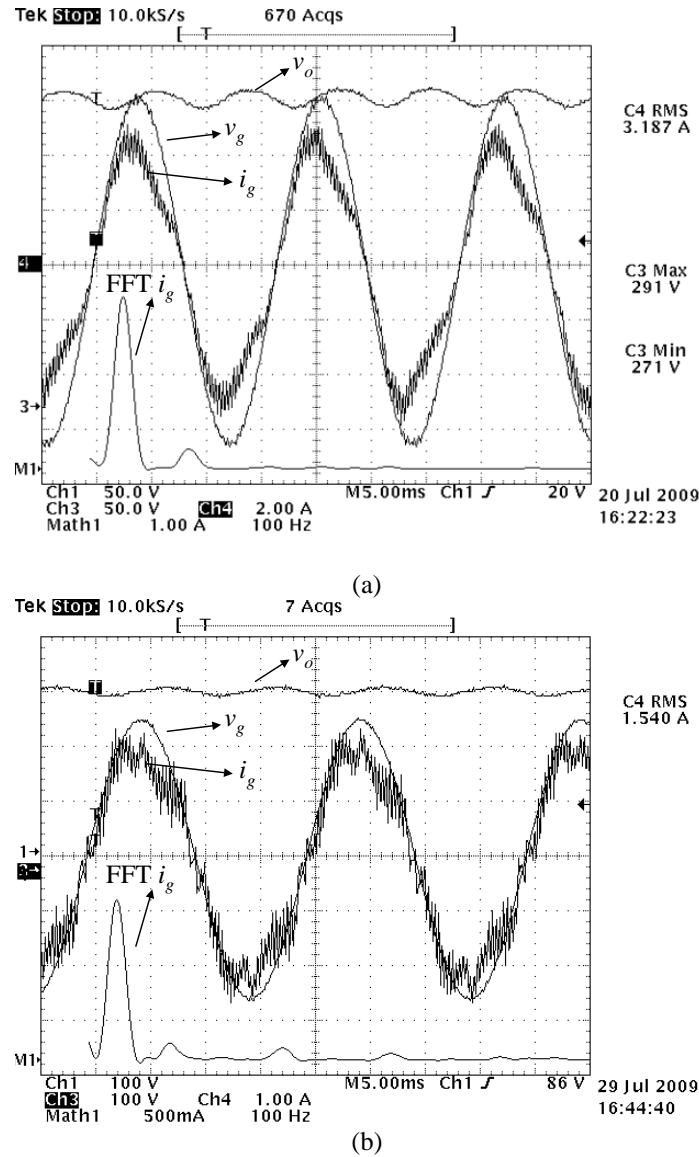 Tek Stop: 10.0kS/s 670 Acqs
[ T ]
v_o
T
C4 RMS
3.187 A
v_g
i_g
4
C3 Max
291 V
FFT i_g
C3 Min
271 V
3
M1
Ch1 50.0 V M5.00ms Ch1 20 V
Ch3 50.0 V Ch4 2.00 A
Math1 1.00 A 100 Hz
20 Jul 2009
16:22:23
(a)
Tek Stop: 10.0kS/s 7 Acqs
[ T ]
v_o
T
C4 RMS
1.540 A
v_g
i_g
1
FFT i_g
M1
Ch1 100 V M5.00ms Ch1 86 V
Ch3 100 V Ch4 1.00 A
Math1 500mA 100 Hz
29 Jul 2009
16:44:40
(b)